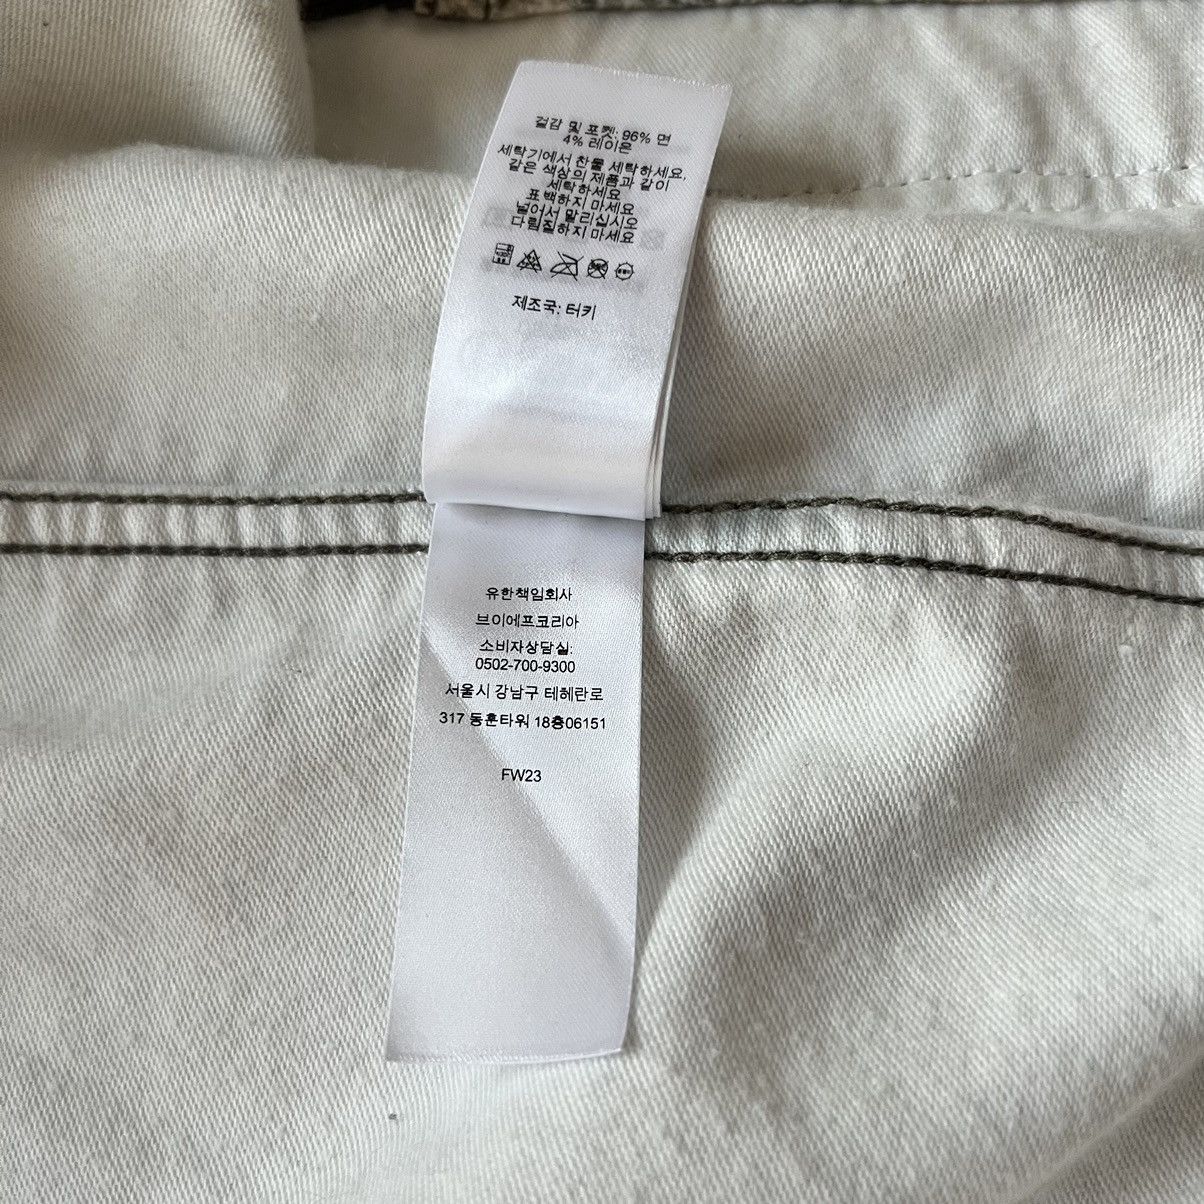 겉감 및 포켓: 96% 면
4% 레이온
세탁기에서 찬물 세탁하세요,
같은 색상의 제품과 같이
세탁하세요
표백하지 마세요
널어서 말리십시오
다림질하지 마세요
제조국: 터키
유한책임회사
브이에프코리아
소비자상담실:
0502-700-9300
서울시 강남구 테헤란로
317 동훈타워 18층06151
FW23